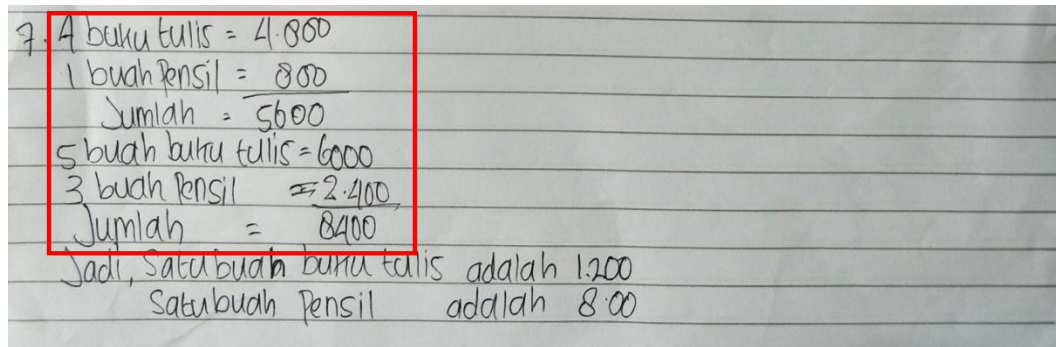 7. 4 buku tulis = 4.800
1 buah Pensil = 800
Jumlah = 5600
5 buah buku tulis = 6000
3 buah Pensil = 2.400
Jumlah = 8400
Jadi, Satu buah buku tulis adalah 1.200
Satu buah Pensil adalah 8.00